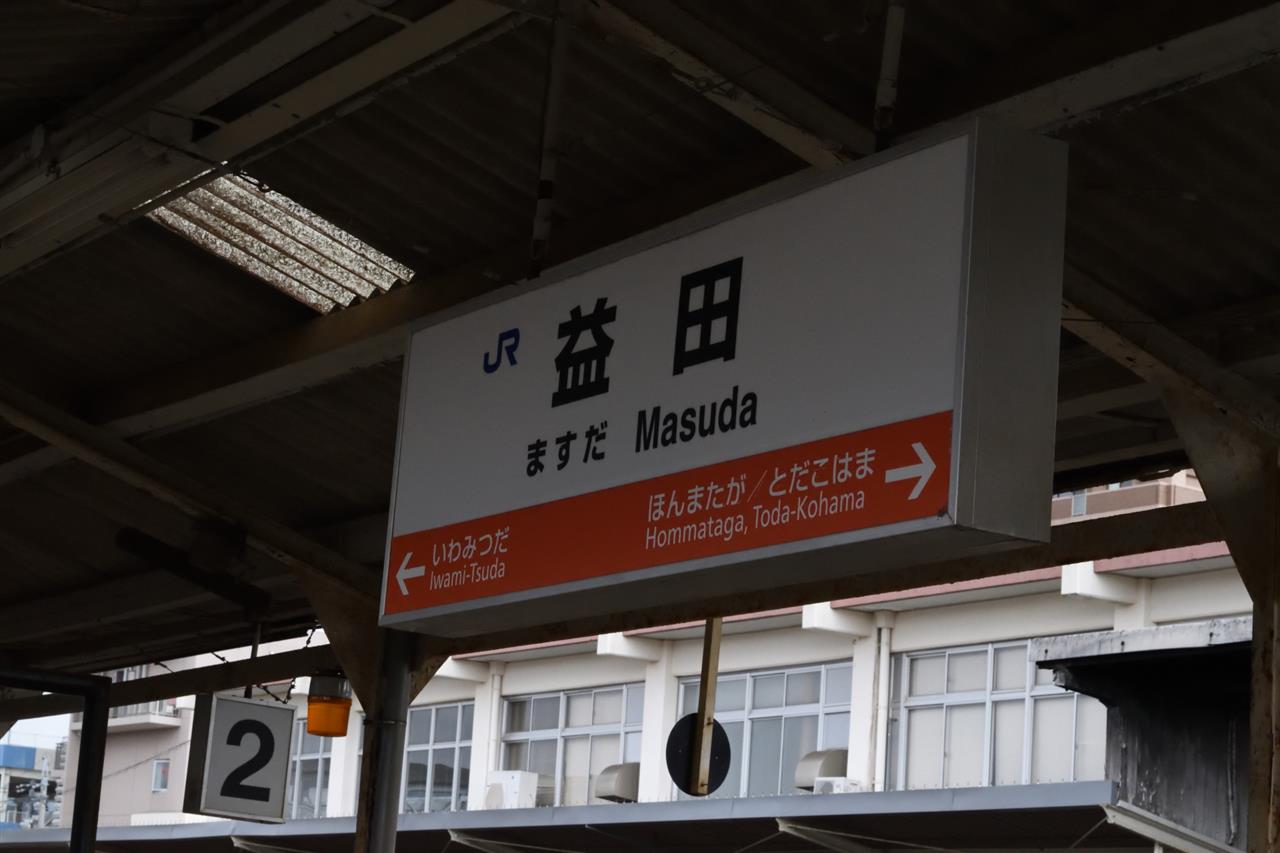 JR 益田
ますだ Masuda
ほんまたが／とだこはま →
Hommataga, Toda-Kohama
← いわみつだ
Iwami-Tsuda
2